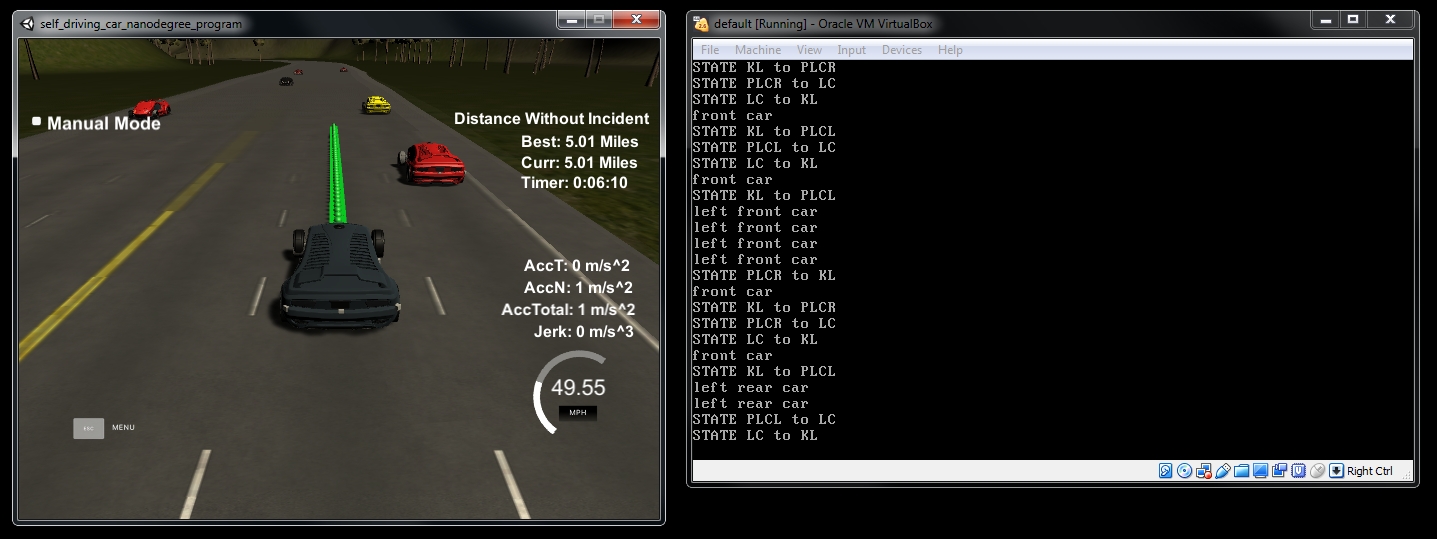 self_driving_car_nanodegree_program
Manual Mode
Distance Without Incident
Best: 5.01 Miles
Curr: 5.01 Miles
Timer: 0:06:10
AccT: 0 m/s^2
AccN: 1 m/s^2
AccTotal: 1 m/s^2
Jerk: 0 m/s^3
49.55
MPH
ESC MENU
default [Running] - Oracle VM VirtualBox
File Machine View Input Devices Help
STATE KL to PLCR
STATE PLCR to LC
STATE LC to KL
front car
STATE KL to PLCL
STATE PLCL to LC
STATE LC to KL
front car
STATE KL to PLCL
left front car
left front car
left front car
left front car
STATE PLCR to KL
front car
STATE KL to PLCR
STATE PLCR to LC
STATE LC to KL
front car
STATE KL to PLCL
left rear car
left rear car
STATE PLCL to LC
STATE LC to KL
Right Ctrl